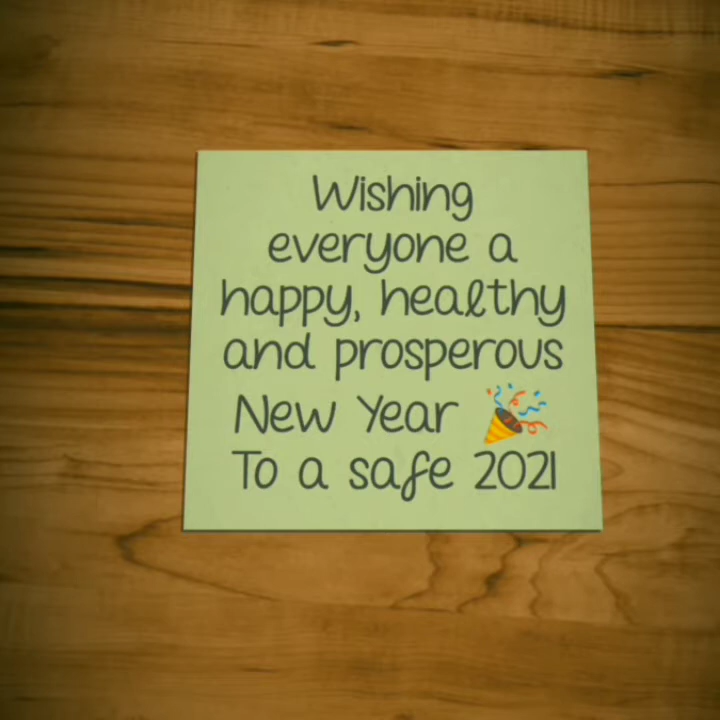 Wishing
everyone a
happy, healthy
and prosperous
New Year 🎉
To a safe 2021